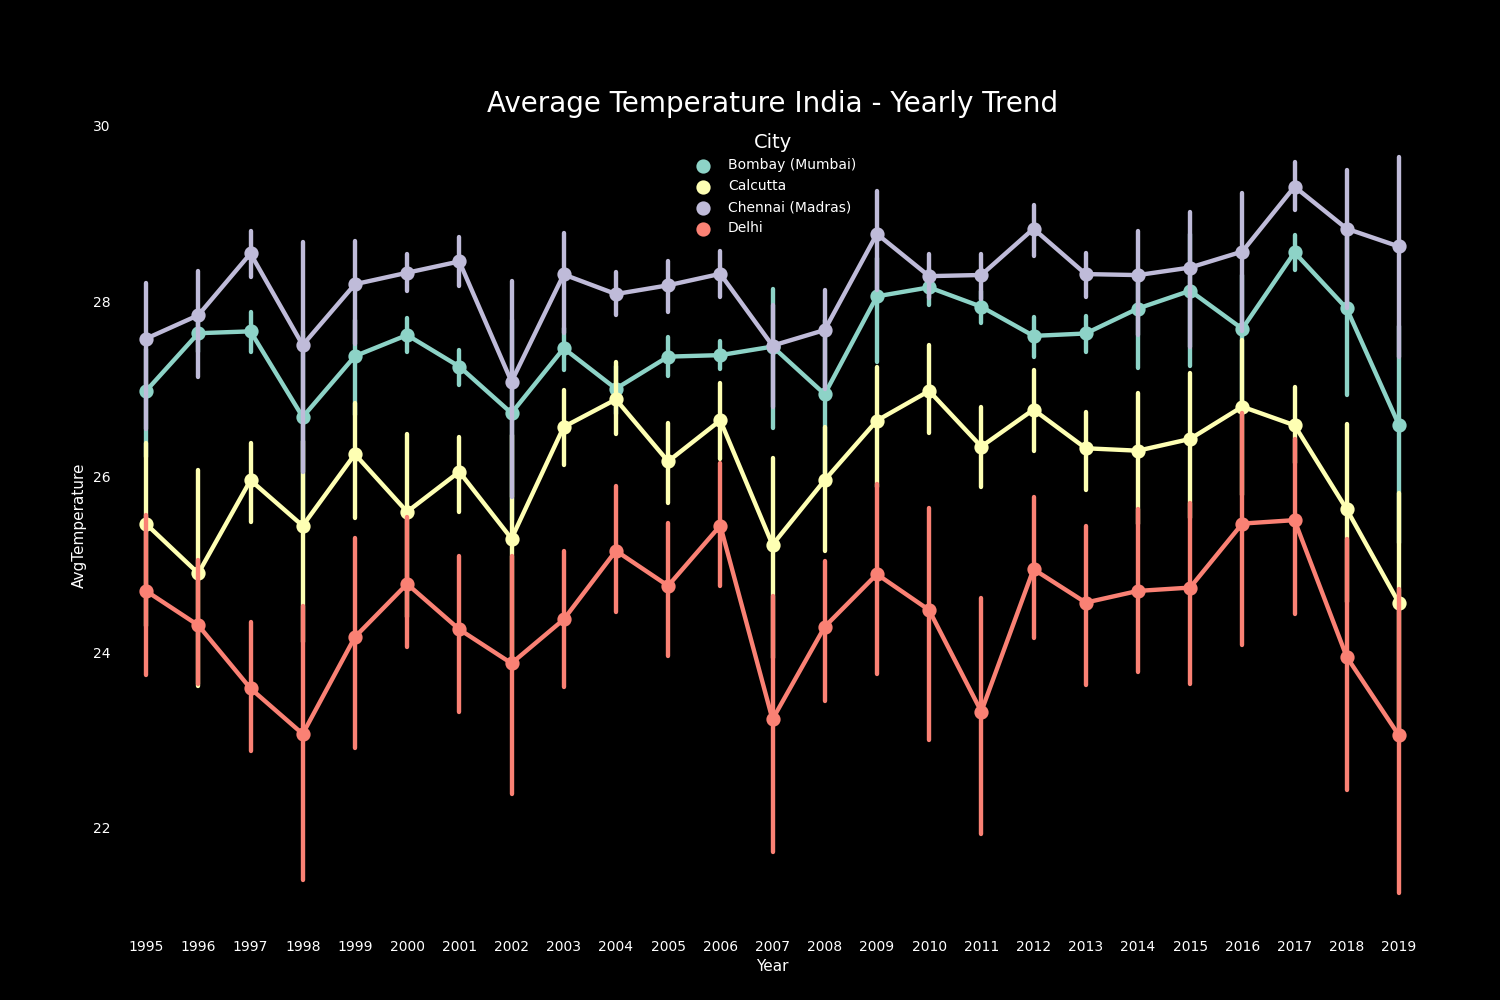 Average Temperature India - Yearly Trend
City
Bombay (Mumbai)
Calcutta
Chennai (Madras)
Delhi
AvgTemperature
30
28
26
24
22
1995 1996 1997 1998 1999 2000 2001 2002 2003 2004 2005 2006 2007 2008 2009 2010 2011 2012 2013 2014 2015 2016 2017 2018 2019
Year